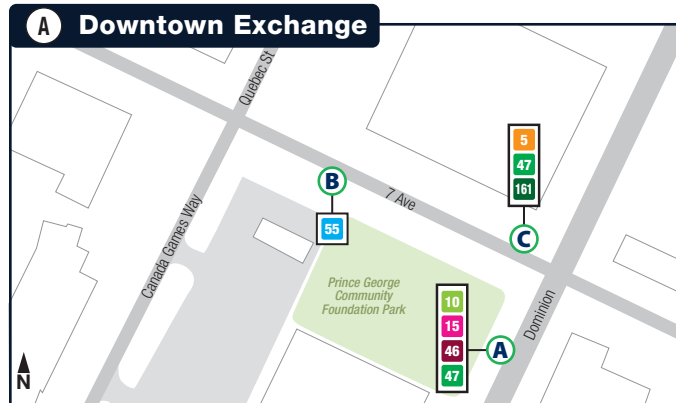 A Downtown Exchange
Quebec St
5
47
161
B
7 Ave
C
55
Canada Games Way
Prince George
Community
Foundation Park
10
15
46
47
A
Dominion
N